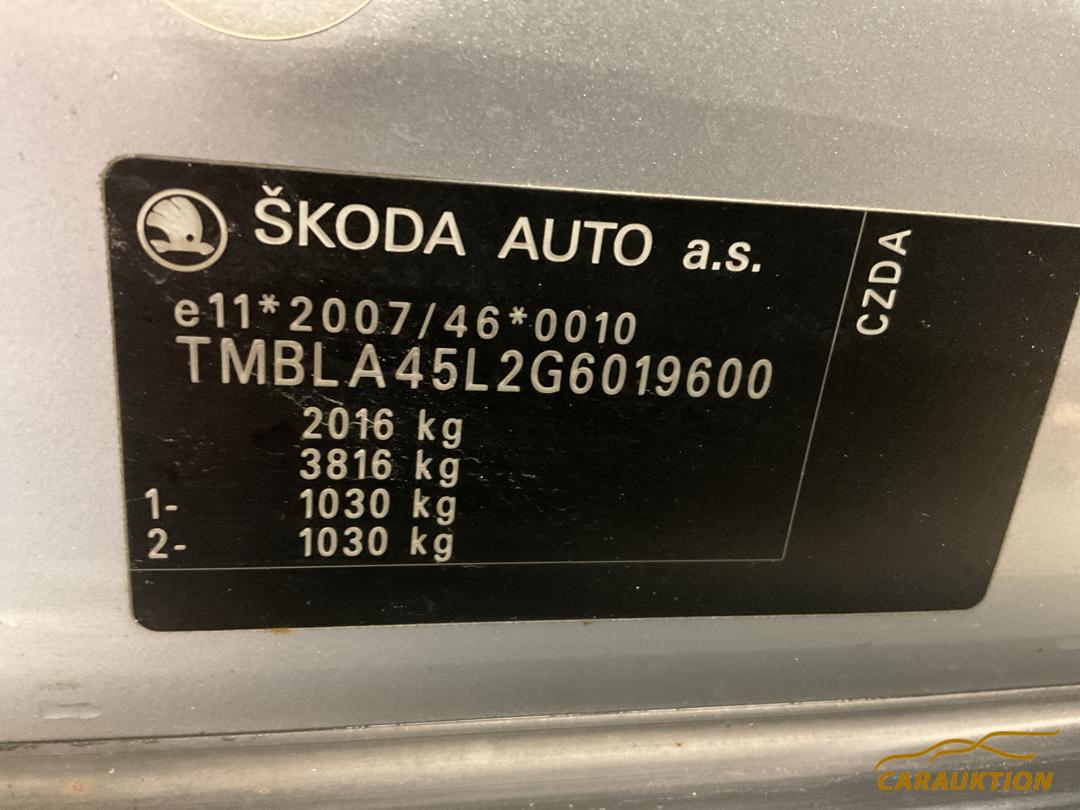 ŠKODA AUTO a.s.
e11*2007/46*0010
TMBLA45L2G6019600
2016 kg
3816 kg
1- 1030 kg
2- 1030 kg
CZDA
CARAUKTION